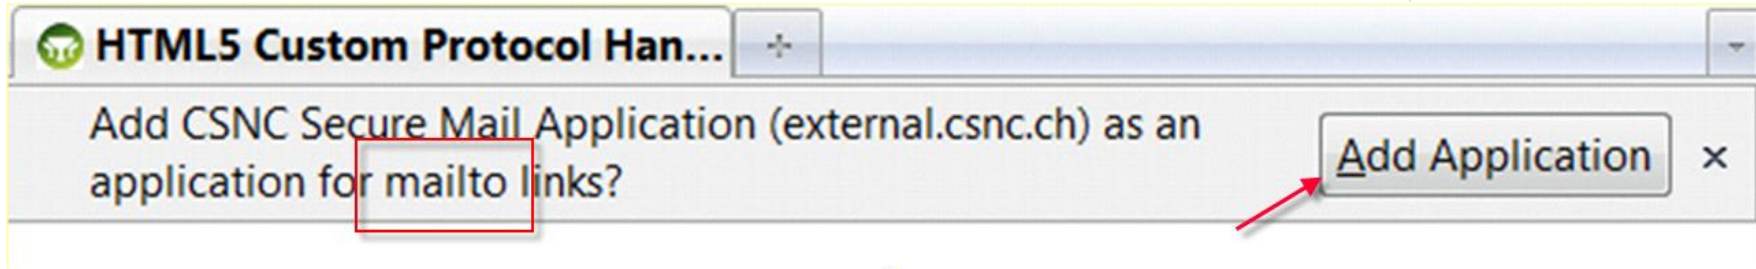 HTML5 Custom Protocol Han...
Add CSNC Secure Mail Application (external.csnc.ch) as an
application for mailto links?
Add Application